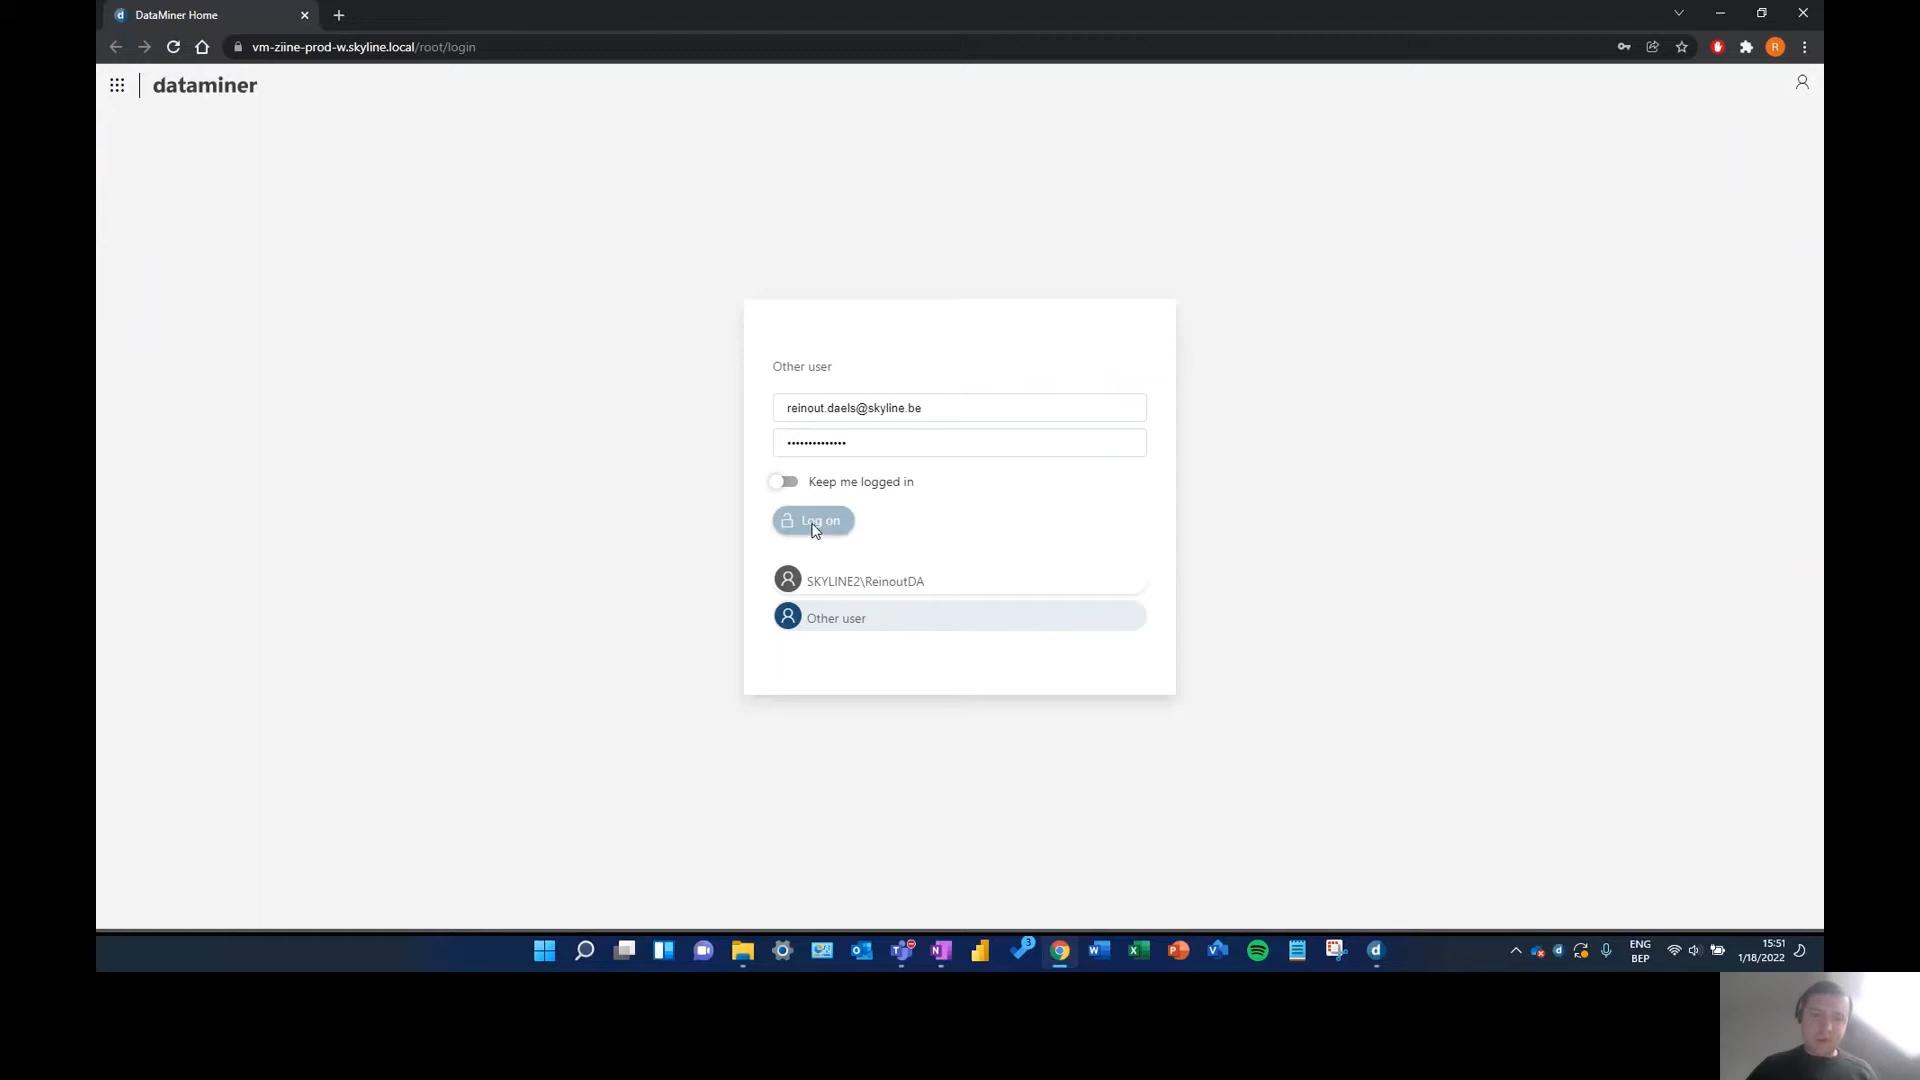 DataMiner Home
vm-ziine-prod-w.skyline.local/root/login
R
dataminer
Other user
reinout.daels@skyline.be
••••••••••••••
Keep me logged in
Log on
SKYLINE2\ReinoutDA
Other user
3
ENG
BEP
15:51
1/18/2022